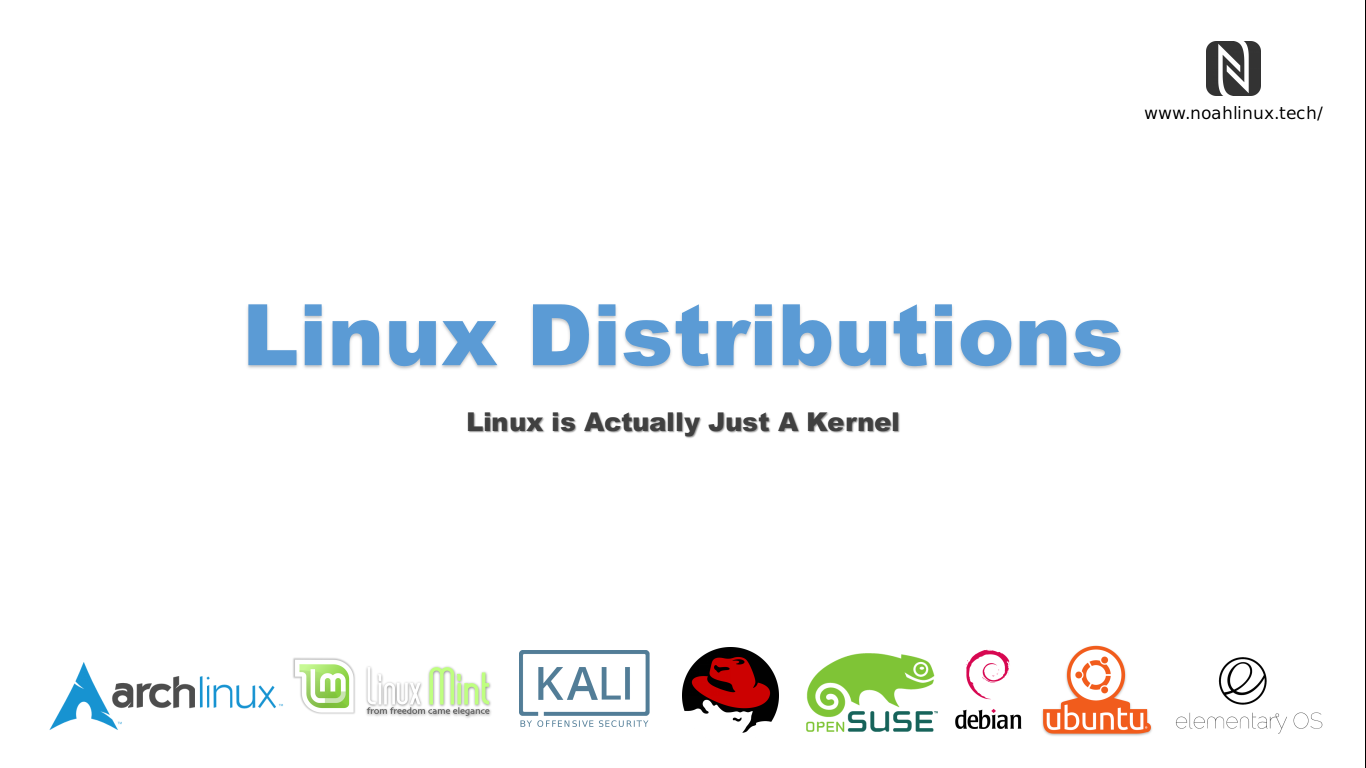 www.noahlinux.tech/
Linux Distributions
Linux is Actually Just A Kernel
archlinux™
lm
linux Mint
from freedom came elegance
KALI
BY OFFENSIVE SECURITY
openSUSE™
debian
ubuntu
elementary OS